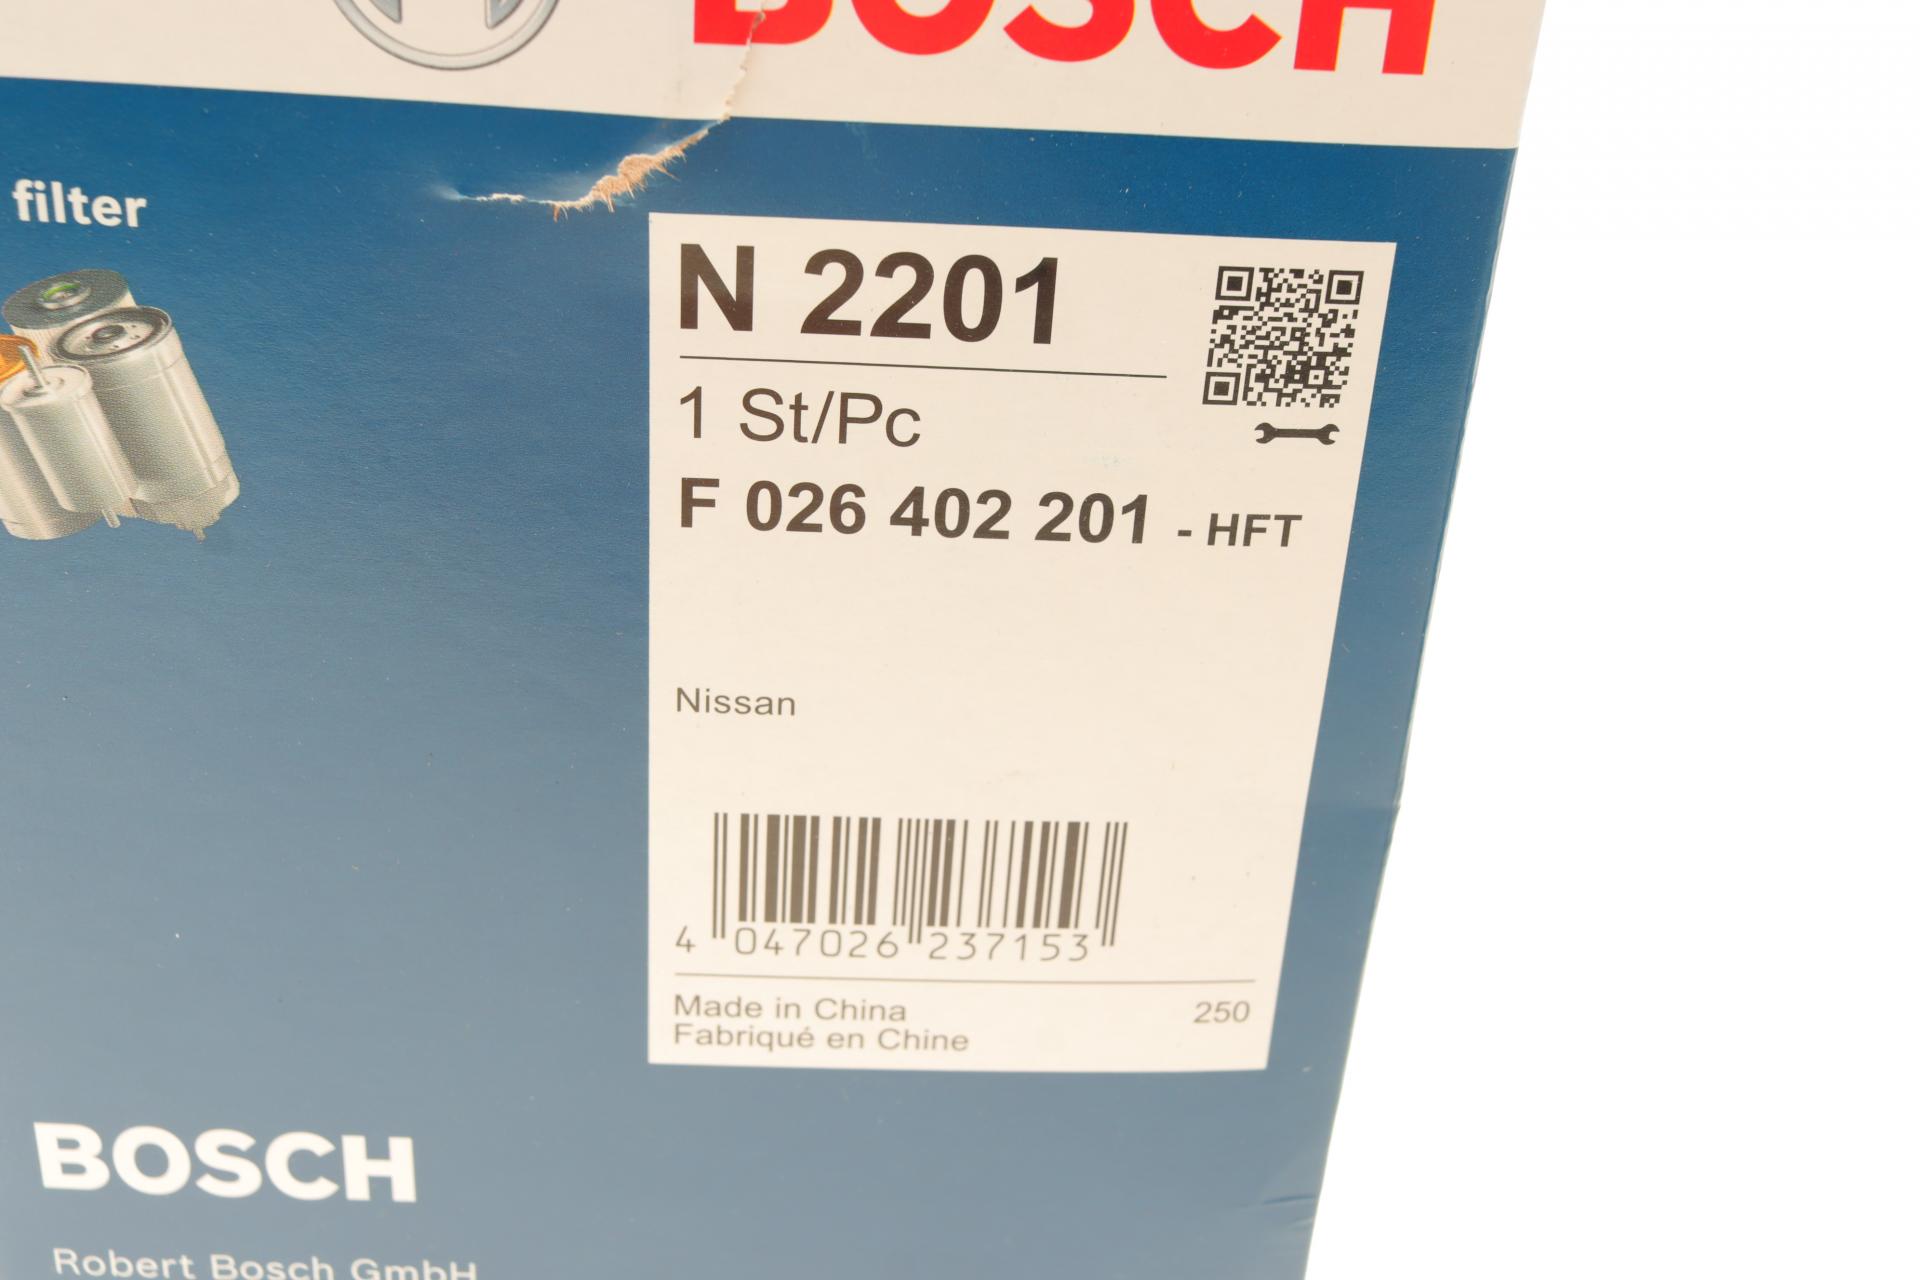 BOSCH
filter
N 2201
1 St/Pc
F 026 402 201 - HFT
Nissan
4 047026 237153
Made in China 250
Fabriqué en Chine
BOSCH
Robert Bosch GmbH